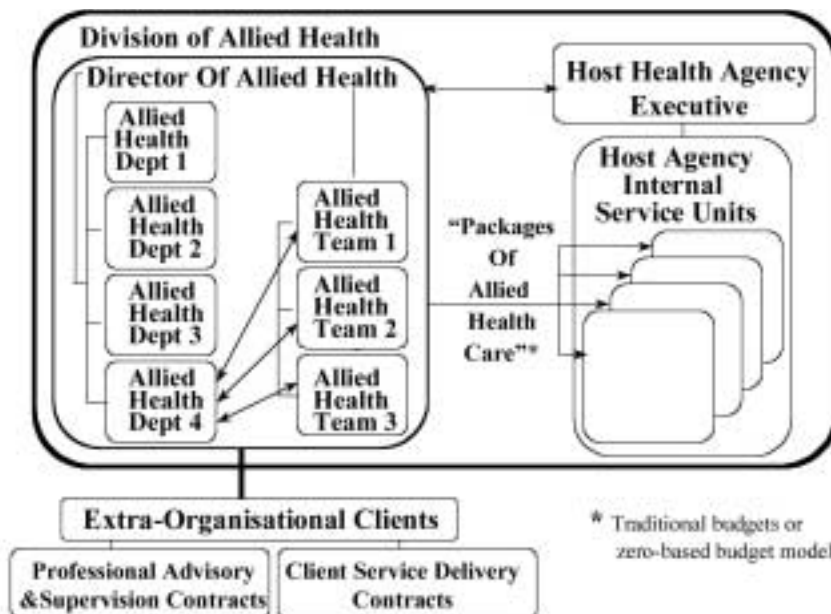 Division of Allied Health
Director Of Allied Health
Allied
Health
Dept 1
Allied
Health
Dept 2
Allied
Health
Dept 3
Allied
Health
Dept 4
Allied
Health
Team 1
Allied
Health
Team 2
Allied
Health
Team 3
“Packages
Of
Allied
Health
Care”*
Host Health Agency
Executive
Host Agency
Internal
Service Units
Extra-Organisational Clients
Professional Advisory
&Supervision Contracts
Client Service Delivery
Contracts
* Traditional budgets or
zero-based budget model